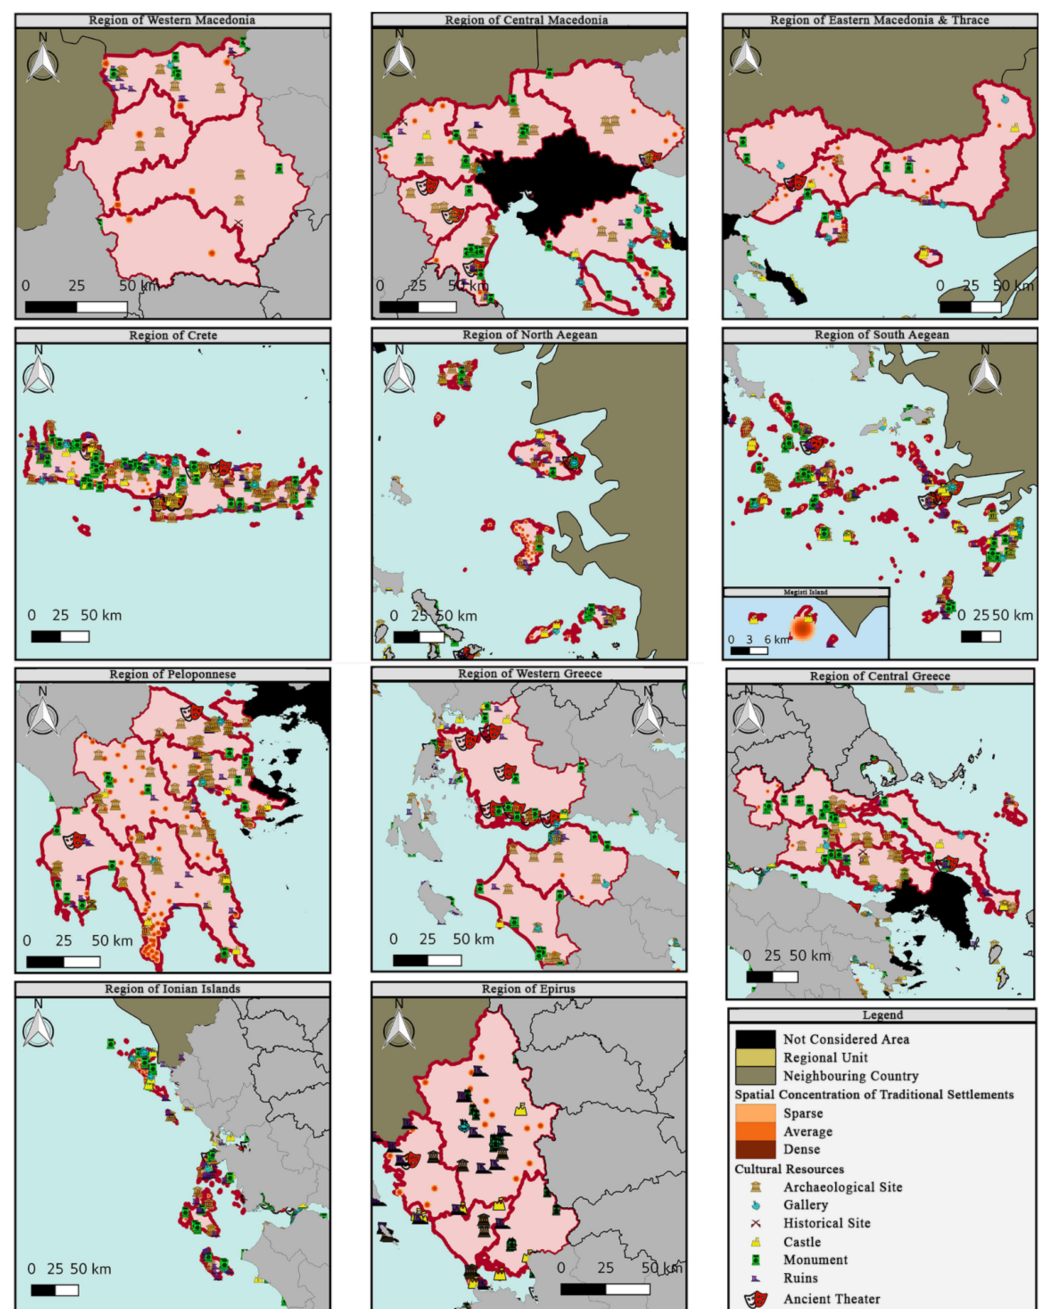 Region of Western Macedonia
N
0 25 50 km
Region of Central Macedonia
N
0 25 50 km
Region of Eastern Macedonia & Thrace
N
0 25 50 km
Region of Crete
N
0 25 50 km
Region of North Aegean
N
0 25 50 km
Region of South Aegean
N
Megisti Island
0 3 6 km
0 25 50 km
Region of Peloponnese
N
0 25 50 km
Region of Western Greece
N
0 25 50 km
Region of Central Greece
N
0 25 50 km
Region of Ionian Islands
N
0 25 50 km
Region of Epirus
N
0 25 50 km
Legend
Not Considered Area
Regional Unit
Neighbouring Country
Spatial Concentration of Traditional Settlements
Sparse
Average
Dense
Cultural Resources
Archaeological Site
Gallery
Historical Site
Castle
Monument
Ruins
Ancient Theater